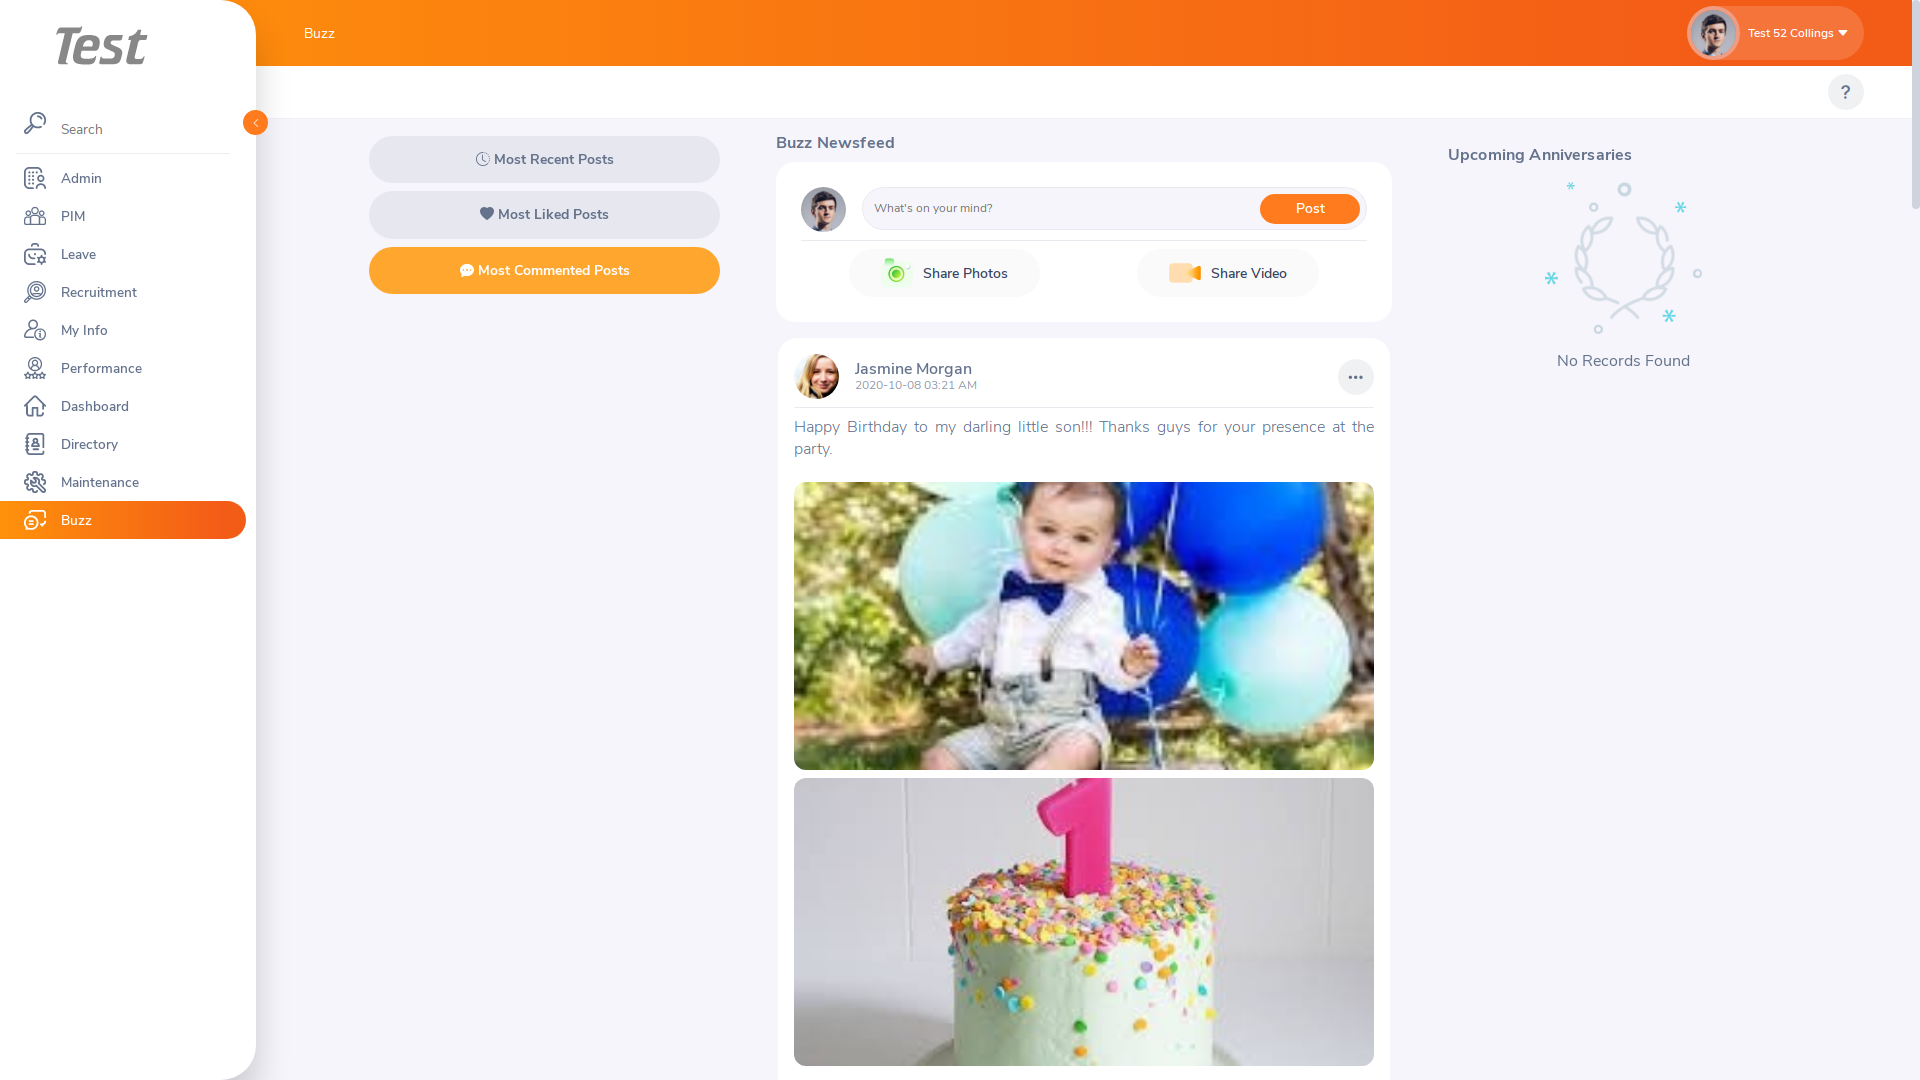 Test
Search
Admin
PIM
Leave
Recruitment
My Info
Performance
Dashboard
Directory
Maintenance
Buzz
Buzz
Test 52 Collings
?
Most Recent Posts
Most Liked Posts
Most Commented Posts
Buzz Newsfeed
What's on your mind?
Post
Share Photos
Share Video
Jasmine Morgan
2020-10-08 03:21 AM
Happy Birthday to my darling little son!!! Thanks guys for your presence at the
party.
1
Upcoming Anniversaries
No Records Found